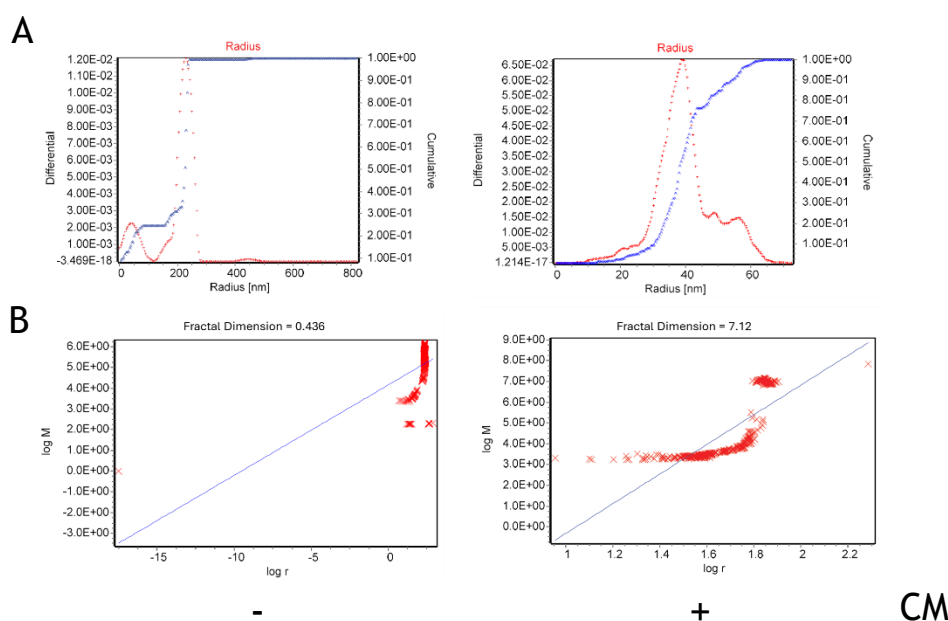 A
Radius
1.20E-02
1.10E-02
1.00E-02
9.00E-03
8.00E-03
7.00E-03
6.00E-03
5.00E-03
4.00E-03
3.00E-03
2.00E-03
1.00E-03
-3.469E-18
Differential
1.00E+00
9.00E-01
8.00E-01
7.00E-01
6.00E-01
5.00E-01
4.00E-01
3.00E-01
2.00E-01
1.00E-01
Cumulative
0 200 400 600 800
Radius [nm]
Radius
6.50E-02
6.00E-02
5.50E-02
5.00E-02
4.50E-02
4.00E-02
3.50E-02
3.00E-02
2.50E-02
2.00E-02
1.50E-02
1.00E-02
5.00E-03
1.214E-17
Differential
1.00E+00
9.00E-01
8.00E-01
7.00E-01
6.00E-01
5.00E-01
4.00E-01
3.00E-01
2.00E-01
1.00E-01
Cumulative
0 20 40 60
Radius [nm]
B
Fractal Dimension = 0.436
6.0E+00
5.0E+00
4.0E+00
3.0E+00
2.0E+00
1.0E+00
0.0E+00
-1.0E+00
-2.0E+00
-3.0E+00
log M
-15 -10 -5 0
log r
Fractal Dimension = 7.12
9.0E+00
8.0E+00
7.0E+00
6.0E+00
5.0E+00
4.0E+00
3.0E+00
2.0E+00
1.0E+00
0.0E+00
log M
1 1.2 1.4 1.6 1.8 2 2.2
log r
- + CM